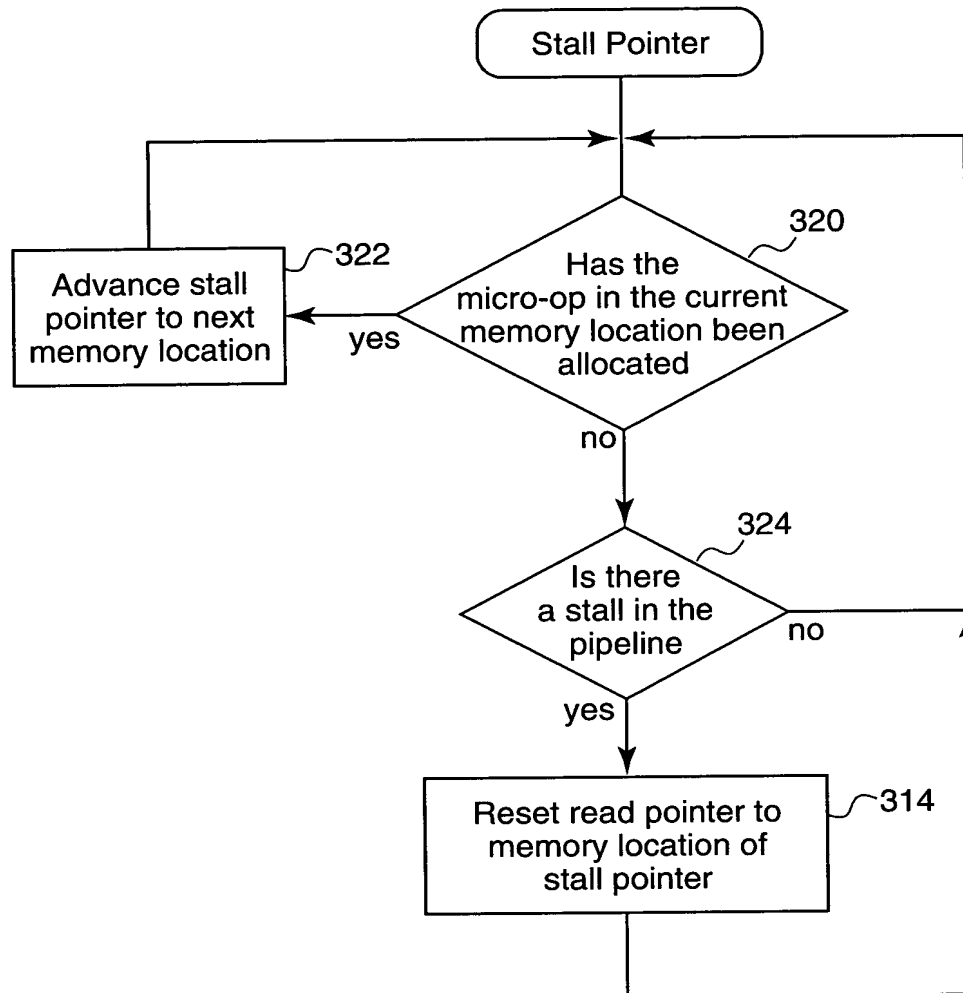 Stall Pointer
320
Has the
micro-op in the current
memory location been
allocated
322
Advance stall
pointer to next
memory location
yes
no
324
Is there
a stall in the
pipeline
no
yes
314
Reset read pointer to
memory location of
stall pointer